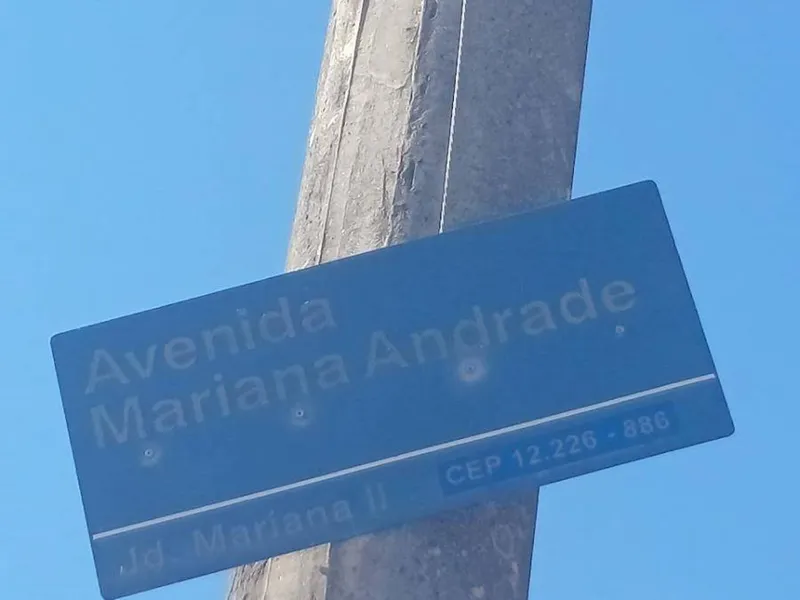 Avenida
Mariana Andrade
Jd. Mariana II
CEP 12.226 - 886